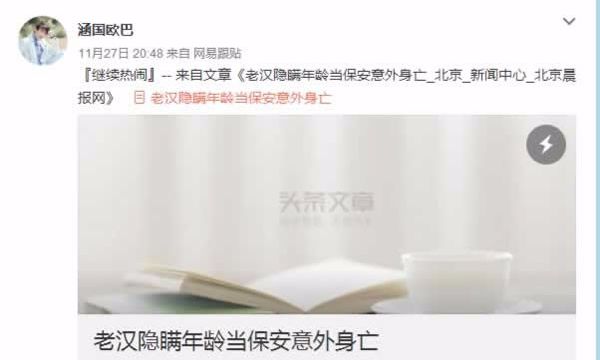 涵国欧巴
11月27日 20:48 来自 网易跟贴
『继续热闹』-- 来自文章《老汉隐瞒年龄当保安意外身亡_北京_新闻中心_北京晨
报网》 老汉隐瞒年龄当保安意外身亡
头条文章
老汉隐瞒年龄当保安意外身亡